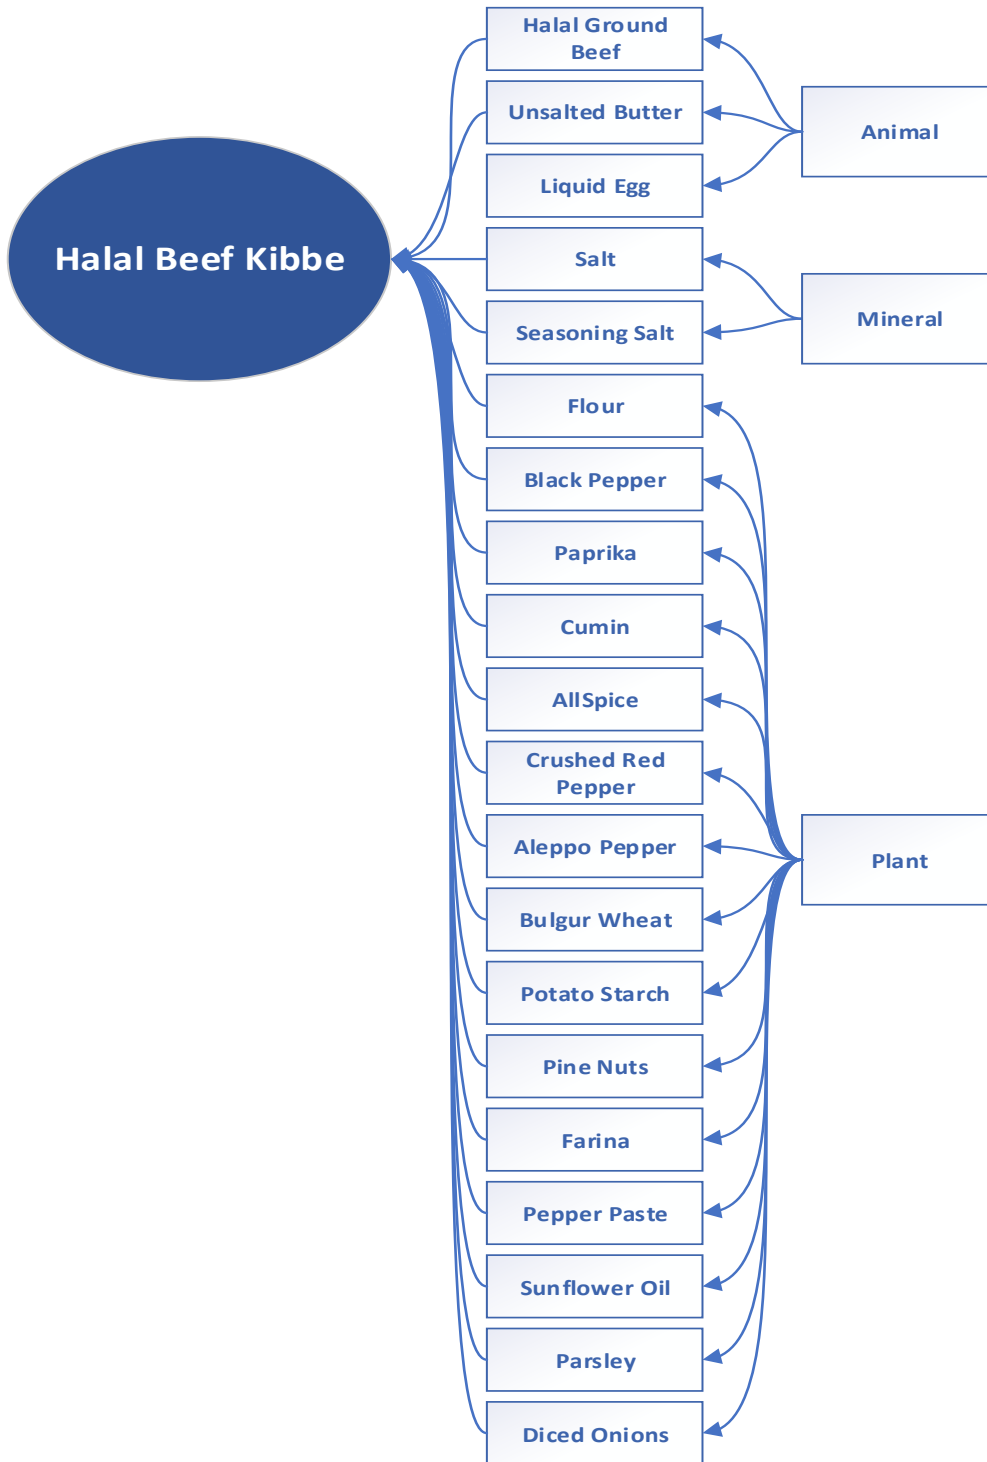 Halal Beef Kibbe
Halal Ground
Beef
Unsalted Butter
Liquid Egg
Salt
Seasoning Salt
Flour
Black Pepper
Paprika
Cumin
AllSpice
Crushed Red
Pepper
Aleppo Pepper
Bulgur Wheat
Potato Starch
Pine Nuts
Farina
Pepper Paste
Sunflower Oil
Parsley
Diced Onions
Animal
Mineral
Plant